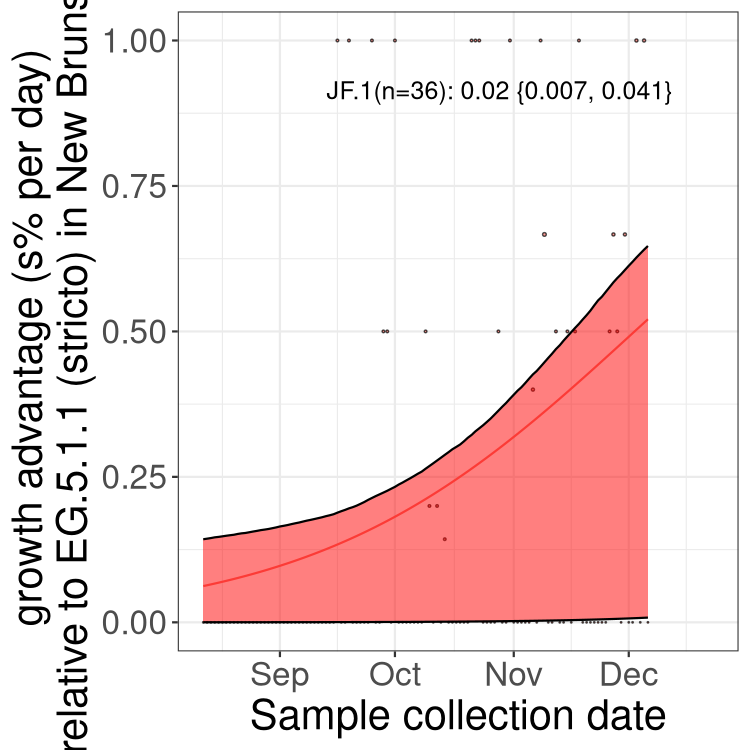 growth advantage (s% per day)
relative to EG.5.1.1 (stricto) in New Bruns
1.00
0.75
0.50
0.25
0.00
JF.1(n=36): 0.02 {0.007, 0.041}
Sep Oct Nov Dec
Sample collection date